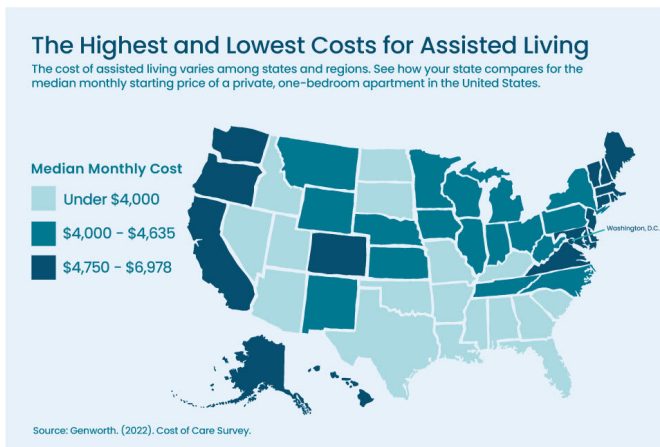 The Highest and Lowest Costs for Assisted Living
The cost of assisted living varies among states and regions. See how your state compares for the
median monthly starting price of a private, one-bedroom apartment in the United States.
Median Monthly Cost
Under $4,000
$4,000 - $4,635
$4,750 - $6,978
Washington, D.C.
Source: Genworth. (2022). Cost of Care Survey.